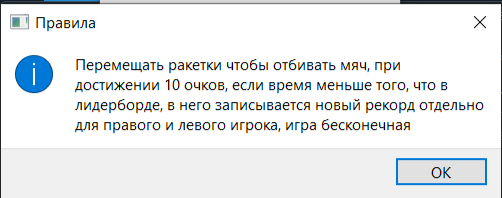 Правила
Перемещать ракетки чтобы отбивать мяч, при
достижении 10 очков, если время меньше того, что в
лидерборде, в него записывается новый рекорд отдельно
для правого и левого игрока, игра бесконечная
ОК